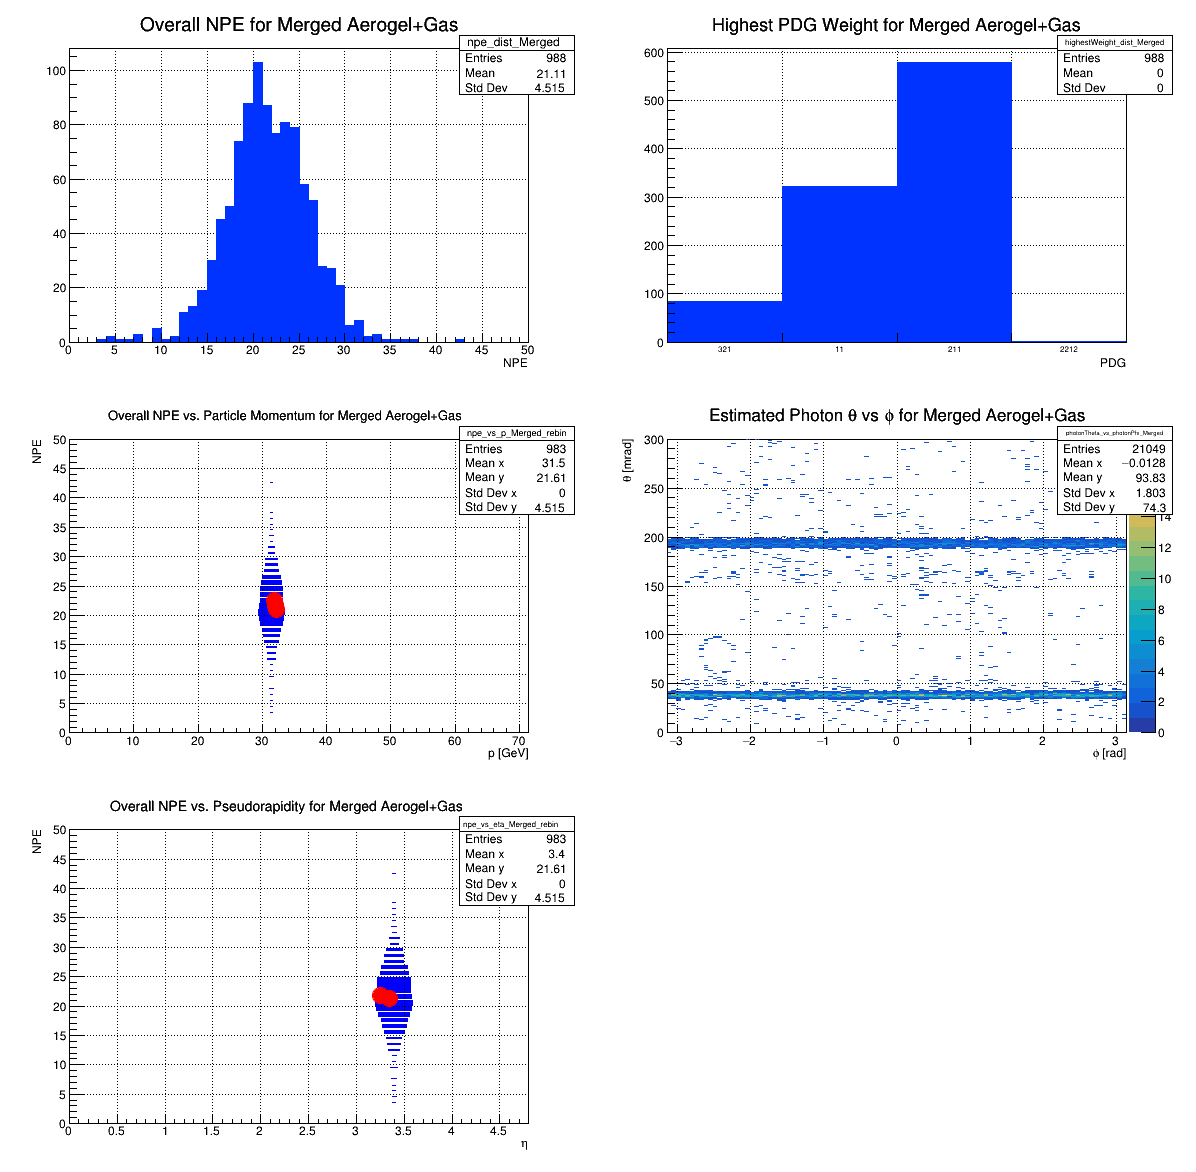 Overall NPE for Merged Aerogel+Gas
npe_dist_Merged
Entries 988
Mean 21.11
Std Dev 4.515
100
80
60
40
20
0
0 5 10 15 20 25 30 35 40 45 50
NPE
Highest PDG Weight for Merged Aerogel+Gas
highestWeight_dist_Merged
Entries 988
Mean 0
Std Dev 0
600
500
400
300
200
100
0
321 11 211 2212
PDG
Overall NPE vs. Particle Momentum for Merged Aerogel+Gas
npe_vs_p_Merged_rebin
Entries 983
Mean x 31.5
Mean y 21.61
Std Dev x 0
Std Dev y 4.515
NPE
50
45
40
35
30
25
20
15
10
5
0
0 10 20 30 40 50 60 70
p [GeV]
Estimated Photon θ vs ϕ for Merged Aerogel+Gas
photonTheta_vs_photonPhi_Merged
Entries 21049
Mean x −0.0128
Mean y 93.83
Std Dev x 1.803
Std Dev y 74.3
θ [mrad]
300
250
200
150
100
50
0
−3 −2 −1 0 1 2 3
ϕ [rad]
14
12
10
8
6
4
2
0
Overall NPE vs. Pseudorapidity for Merged Aerogel+Gas
npe_vs_eta_Merged_rebin
Entries 983
Mean x 3.4
Mean y 21.61
Std Dev x 0
Std Dev y 4.515
NPE
50
45
40
35
30
25
20
15
10
5
0
0 0.5 1 1.5 2 2.5 3 3.5 4 4.5
η